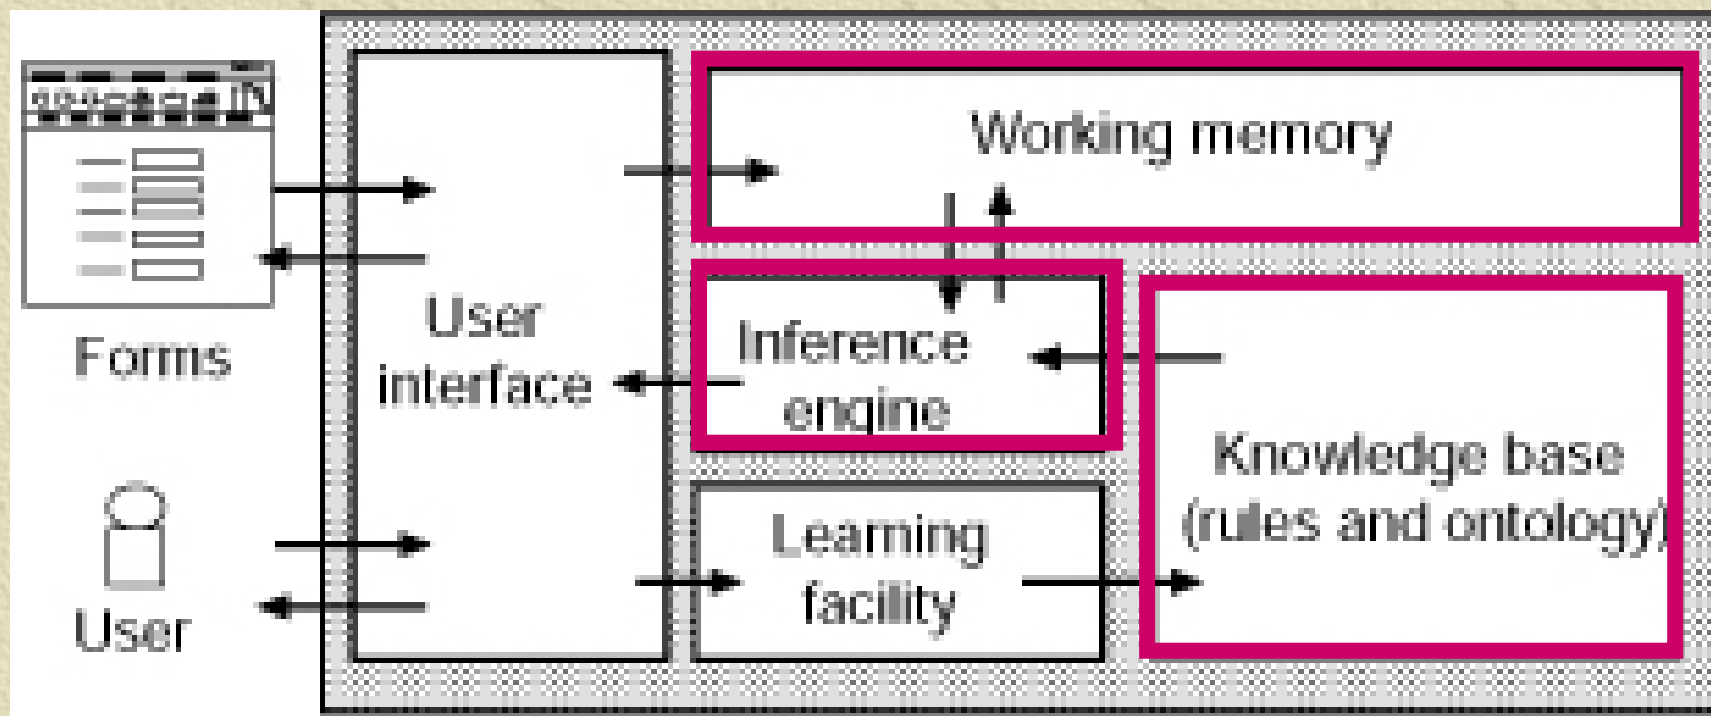 Working memory
User
interface
Forms
Inference
engine
Knowledge base
(rules and ontology)
Learning
facility
User